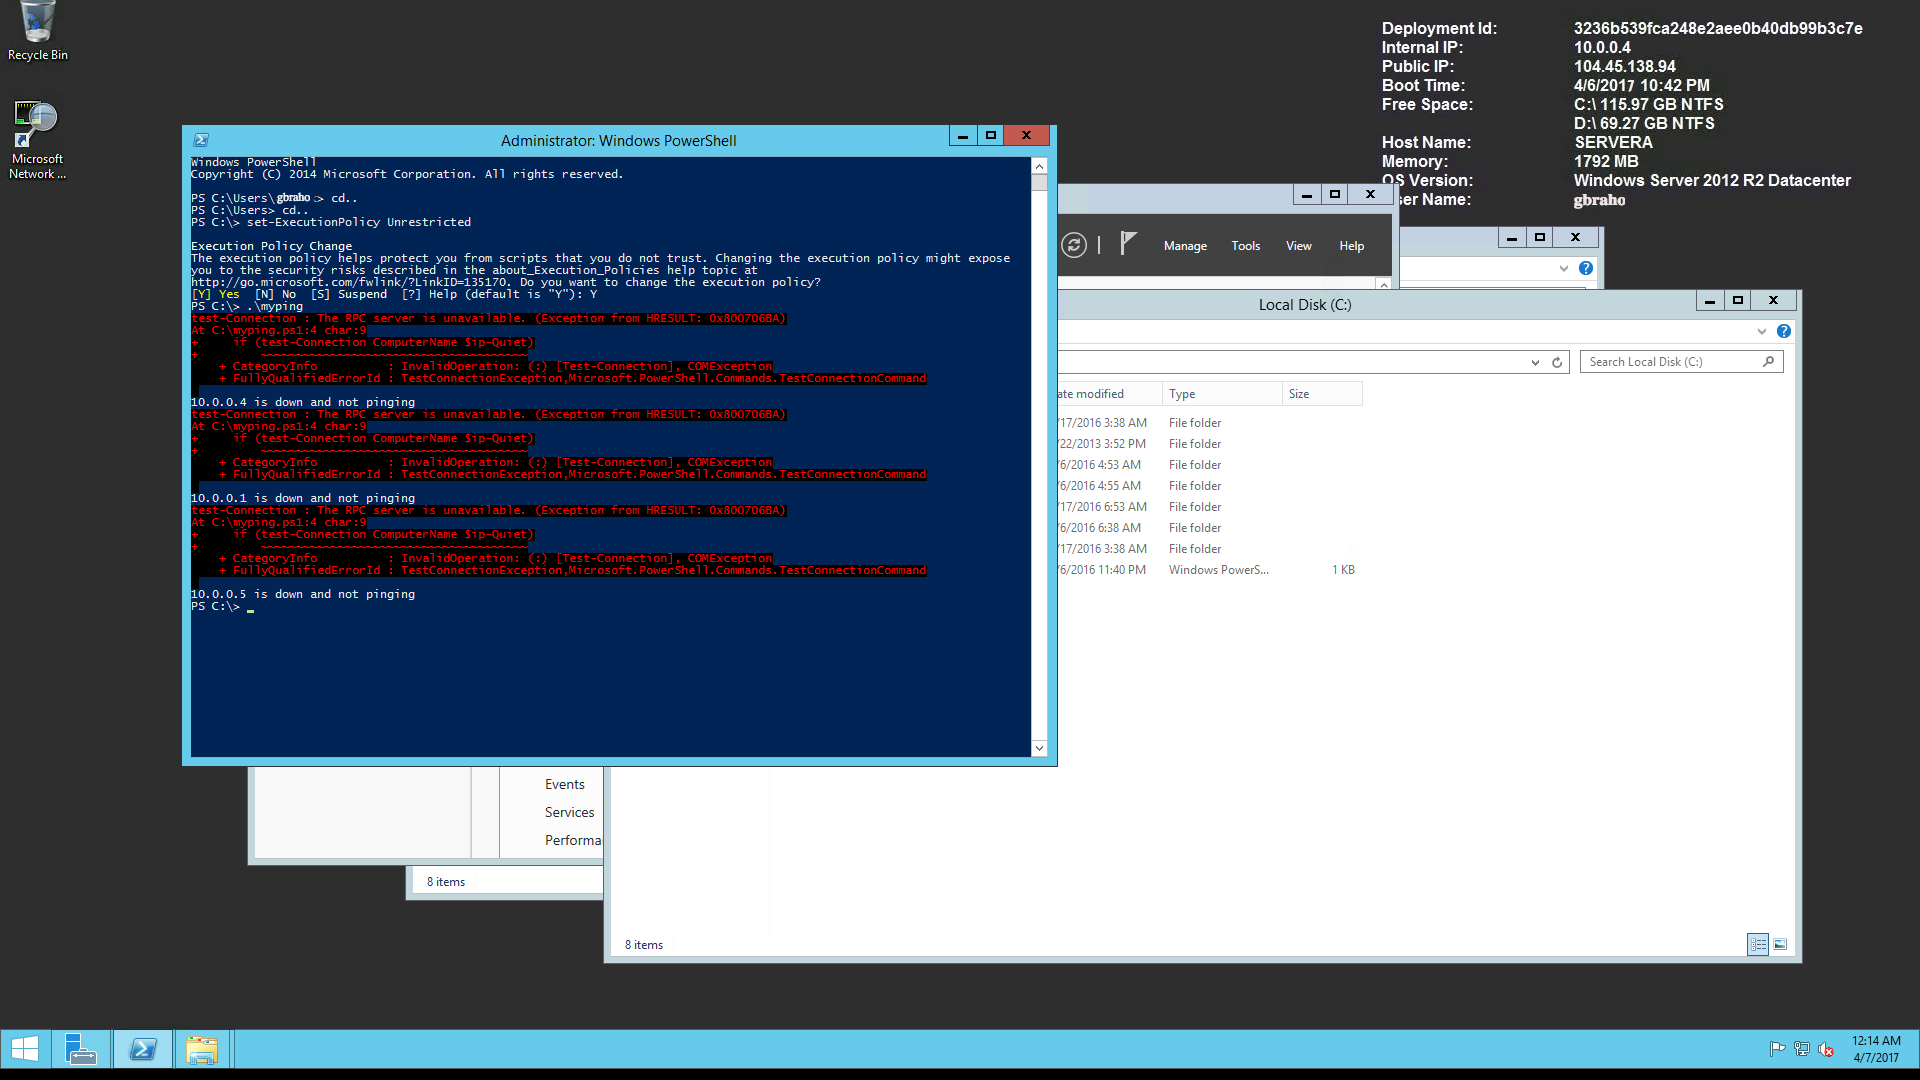 Recycle Bin
Microsoft
Network ...
Deployment Id: 3236b539fca248e2aee0b40db99b3c7e
Internal IP: 10.0.0.4
Public IP: 104.45.138.94
Boot Time: 4/6/2017 10:42 PM
Free Space: C:\ 115.97 GB NTFS
D:\ 69.27 GB NTFS
Host Name: SERVERA
Memory: 1792 MB
OS Version: Windows Server 2012 R2 Datacenter
ser Name: gbraho
Administrator: Windows PowerShell
Windows PowerShell
Copyright (C) 2014 Microsoft Corporation. All rights reserved.
PS C:\Users\gbraho> cd..
PS C:\Users> cd..
PS C:\> set-ExecutionPolicy Unrestricted
Execution Policy Change
The execution policy helps protect you from scripts that you do not trust. Changing the execution policy might expose
you to the security risks described in the about_Execution_Policies help topic at
http://go.microsoft.com/fwlink/?LinkID=135170. Do you want to change the execution policy?
[Y] Yes  [N] No  [S] Suspend  [?] Help (default is "Y"): Y
PS C:\> .\myping
test-Connection : The RPC server is unavailable. (Exception from HRESULT: 0x800706BA)
At C:\myping.ps1:4 char:9
+     if (test-Connection ComputerName $ip-Quiet)
+         ~~~~~~~~~~~~~~~~~~~~~~~~~~~~~~~~~~~~~~
    + CategoryInfo          : InvalidOperation: (:) [Test-Connection], COMException
    + FullyQualifiedErrorId : TestConnectionException,Microsoft.PowerShell.Commands.TestConnectionCommand
10.0.0.4 is down and not pinging
test-Connection : The RPC server is unavailable. (Exception from HRESULT: 0x800706BA)
At C:\myping.ps1:4 char:9
+     if (test-Connection ComputerName $ip-Quiet)
+         ~~~~~~~~~~~~~~~~~~~~~~~~~~~~~~~~~~~~~~
    + CategoryInfo          : InvalidOperation: (:) [Test-Connection], COMException
    + FullyQualifiedErrorId : TestConnectionException,Microsoft.PowerShell.Commands.TestConnectionCommand
10.0.0.1 is down and not pinging
test-Connection : The RPC server is unavailable. (Exception from HRESULT: 0x800706BA)
At C:\myping.ps1:4 char:9
+     if (test-Connection ComputerName $ip-Quiet)
+         ~~~~~~~~~~~~~~~~~~~~~~~~~~~~~~~~~~~~~~
    + CategoryInfo          : InvalidOperation: (:) [Test-Connection], COMException
    + FullyQualifiedErrorId : TestConnectionException,Microsoft.PowerShell.Commands.TestConnectionCommand
10.0.0.5 is down and not pinging
PS C:\> _
Manage Tools View Help
Local Disk (C:)
Search Local Disk (C:)
ate modified Type Size
/17/2016 3:38 AM File folder
/22/2013 3:52 PM File folder
/6/2016 4:53 AM File folder
/6/2016 4:55 AM File folder
/17/2016 6:53 AM File folder
/6/2016 6:38 AM File folder
/17/2016 3:38 AM File folder
/6/2016 11:40 PM Windows PowerS... 1 KB
Events
Services
Performa
8 items
8 items
12:14 AM
4/7/2017